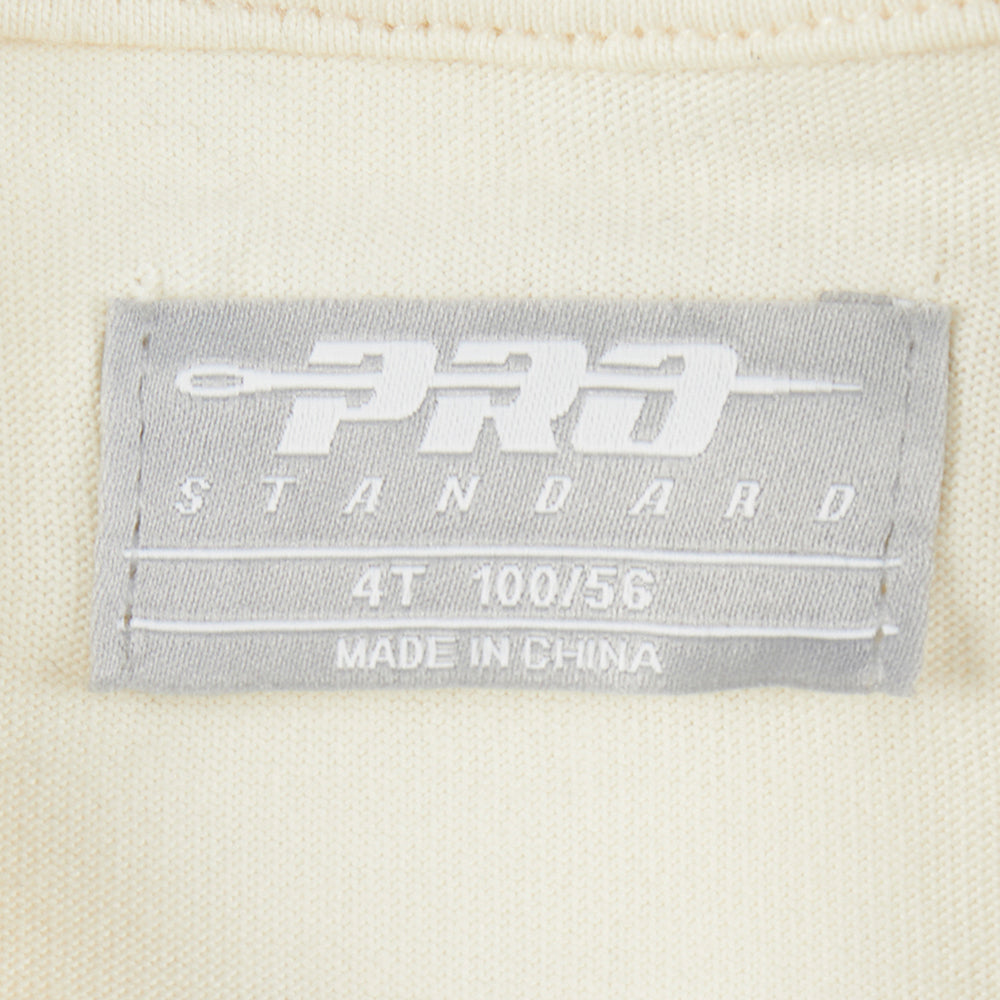 PRO
STANDARD
4T 100/56
MADE IN CHINA